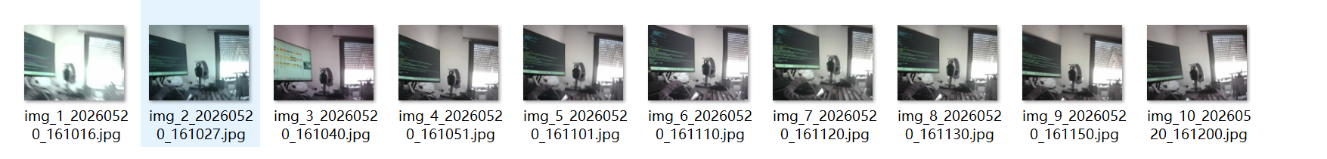 img_1_2026052
0_161016.jpg
img_2_2026052
0_161027.jpg
img_3_2026052
0_161040.jpg
img_4_2026052
0_161051.jpg
img_5_2026052
0_161101.jpg
img_6_2026052
0_161110.jpg
img_7_2026052
0_161120.jpg
img_8_2026052
0_161130.jpg
img_9_2026052
0_161150.jpg
img_10_202605
20_161200.jpg